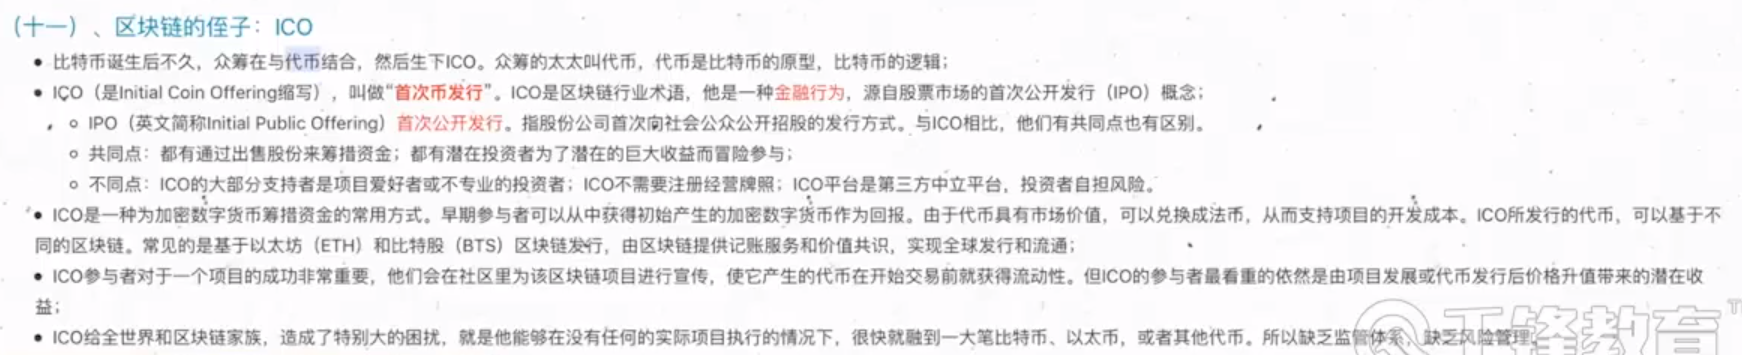 （十一）、区块链的侄子：ICO
• 比特币诞生后不久，众筹在与代币结合，然后生下ICO。众筹的太太叫代币，代币是比特币的原型，比特币的逻辑；
• ICO（是Initial Coin Offering缩写），叫做“首次币发行”。ICO是区块链行业术语，他是一种金融行为，源自股票市场的首次公开发行（IPO）概念；
○ IPO（英文简称Initial Public Offering）首次公开发行。指股份公司首次向社会公众公开招股的发行方式。与ICO相比，他们有共同点也有区别。
○ 共同点：都有通过出售股份来筹措资金；都有潜在投资者为了潜在的巨大收益而冒险参与；
○ 不同点：ICO的大部分支持者是项目爱好者或不专业的投资者；ICO不需要注册经营牌照；ICO平台是第三方中立平台，投资者自担风险。
• ICO是一种为加密数字货币筹措资金的常用方式。早期参与者可以从中获得初始产生的加密数字货币作为回报。由于代币具有市场价值，可以兑换成法币，从而支持项目的开发成本。ICO所发行的代币，可以基于不
同的区块链。常见的是基于以太坊（ETH）和比特股（BTS）区块链发行，由区块链提供记账服务和价值共识，实现全球发行和流通；
• ICO参与者对于一个项目的成功非常重要，他们会在社区里为该区块链项目进行宣传，使它产生的代币在开始交易前就获得流动性。但ICO的参与者最看重的依然是由项目发展或代币发行后价格升值带来的潜在收
益；
• ICO给全世界和区块链家族，造成了特别大的困扰，就是他能够在没有任何的实际项目执行的情况下，很快就融到一大笔比特币、以太币，或者其他代币。所以缺乏监管体系，缺乏风险管理。
千锋教育